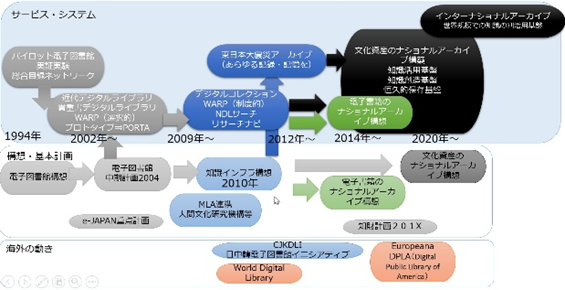 サービス・システム
インターナショナルアーカイブ
世界規模での知識の利活用基盤
パイロット電子図書館
実証実験
総合目録ネットワーク
東日本大震災アーカイブ
(あらゆる記録・記憶を)
文化資産のナショナルアーカイ
ブ構築
知識活用基盤
知識創造基盤
恒久的保存基盤
近代デジタルライブラリ
貴重書デジタルライブラリ
WARP(選択的)
プロトタイプ⇒PORTA
デジタルコレクション
WARP(制度的)
NDLサーチ
リサーチナビ
電子書籍の
ナショナルアーカ
イブ構想
1994年
2002年~
2009年~
2012年~
2014年~
2020年~
構想・基本計画
電子図書館構想
電子図書館
中期計画2004
知識インフラ構想
2010年
文化資産の
ナショナルアーカ
イブ構想
電子書籍の
ナショナルアーカ
イブ構想
MLA連携
人間文化研究機構等
e-JAPAN重点計画
知財計画201X
海外の動き
CJKDLI
日中韓電子図書館イニシアティブ
World Digital
Library
Europeana
DPLA(Digital
Public Library of
America)